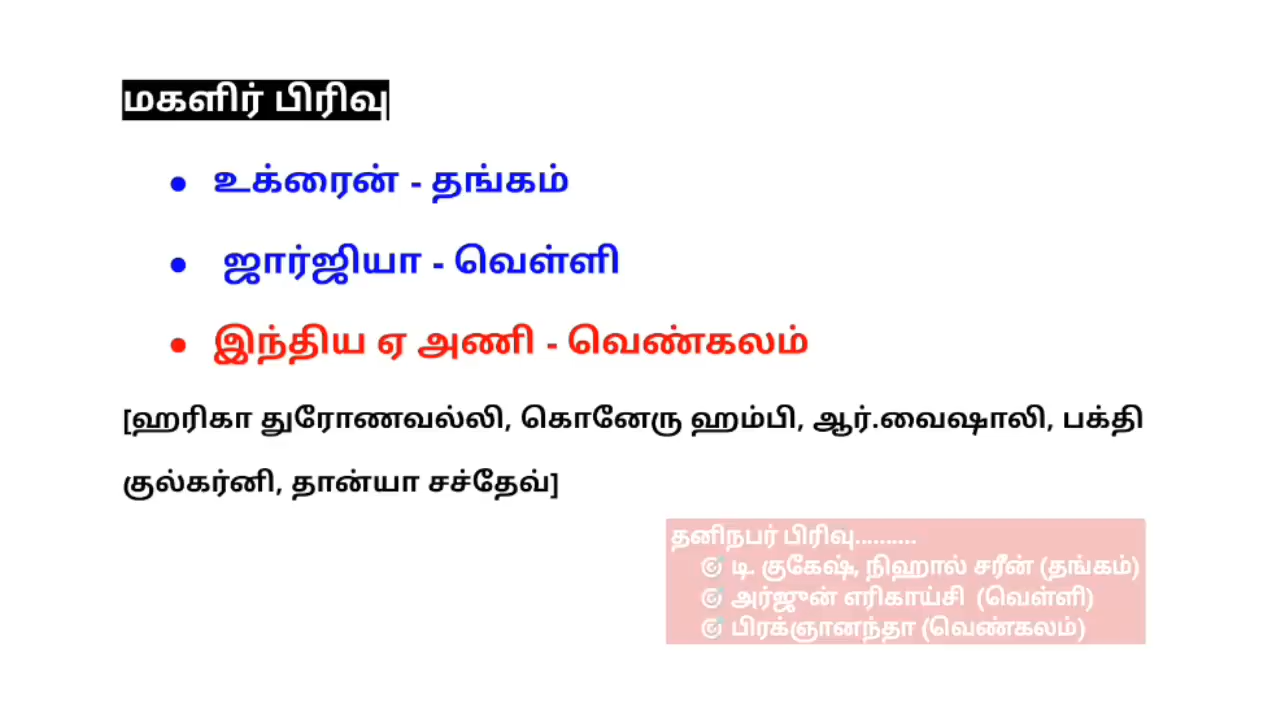 மகளிர் பிரிவு
● உக்ரைன் - தங்கம்
● ஜார்ஜியா - வெள்ளி
● இந்திய ஏ அணி - வெண்கலம்
[ஹரிகா துரோணவல்லி, கொனேரு ஹம்பி, ஆர்.வைஷாலி, பக்தி
குல்கர்னி, தான்யா சச்தேவ்]
தனிநபர் பிரிவு..........
🎯 டி. குகேஷ், நிஹால் சரீன் (தங்கம்)
🎯 அர்ஜுன் எரிகாய்சி (வெள்ளி)
🎯 பிரக்ஞானந்தா (வெண்கலம்)